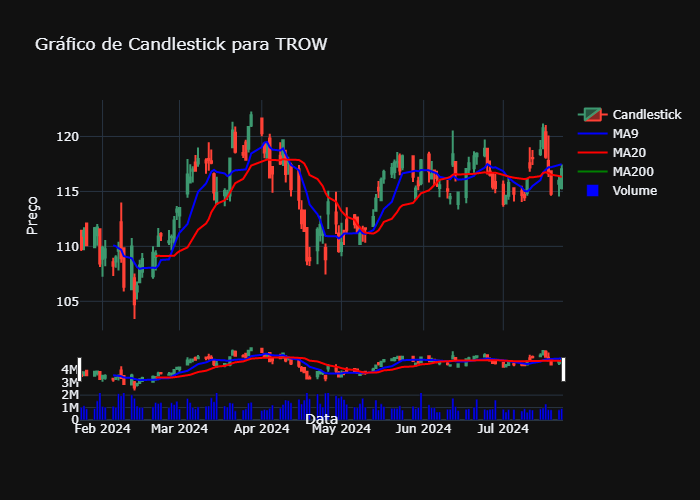 Gráfico de Candlestick para TROW
Candlestick
MA9
MA20
MA200
Volume
Preço
120
115
110
105
4M
3M
2M
1M
0
Feb 2024
Mar 2024
Apr 2024
May 2024
Jun 2024
Jul 2024
Data